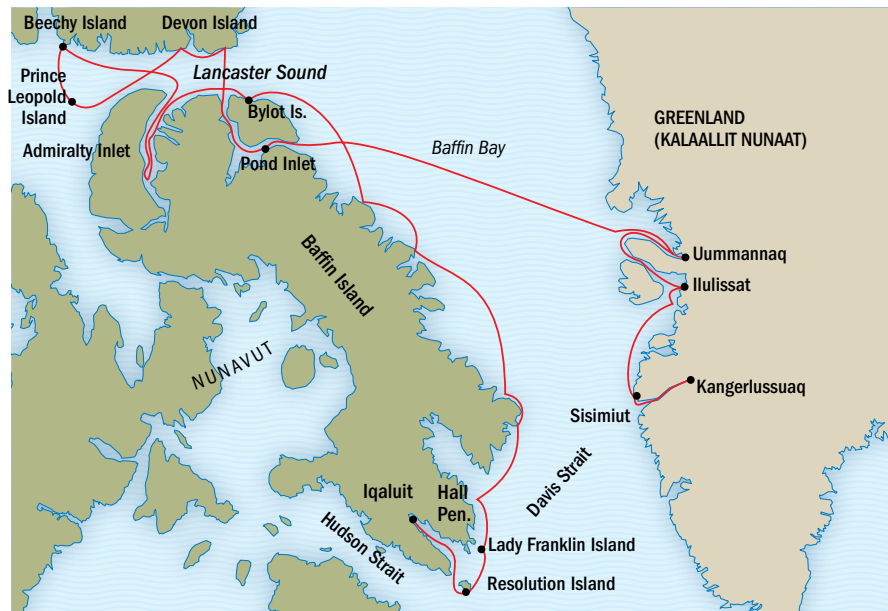 Beechy Island
Devon Island
Lancaster Sound
Prince
Leopold
Island
Bylot Is.
Admiralty Inlet
Pond Inlet
Baffin Bay
GREENLAND
(KALAALLIT NUNAAT)
Uummannaq
Ilulissat
Baffin Island
NUNAVUT
Kangerlussuaq
Sisimiut
Davis Strait
Iqaluit
Hall
Pen.
Hudson Strait
Lady Franklin Island
Resolution Island